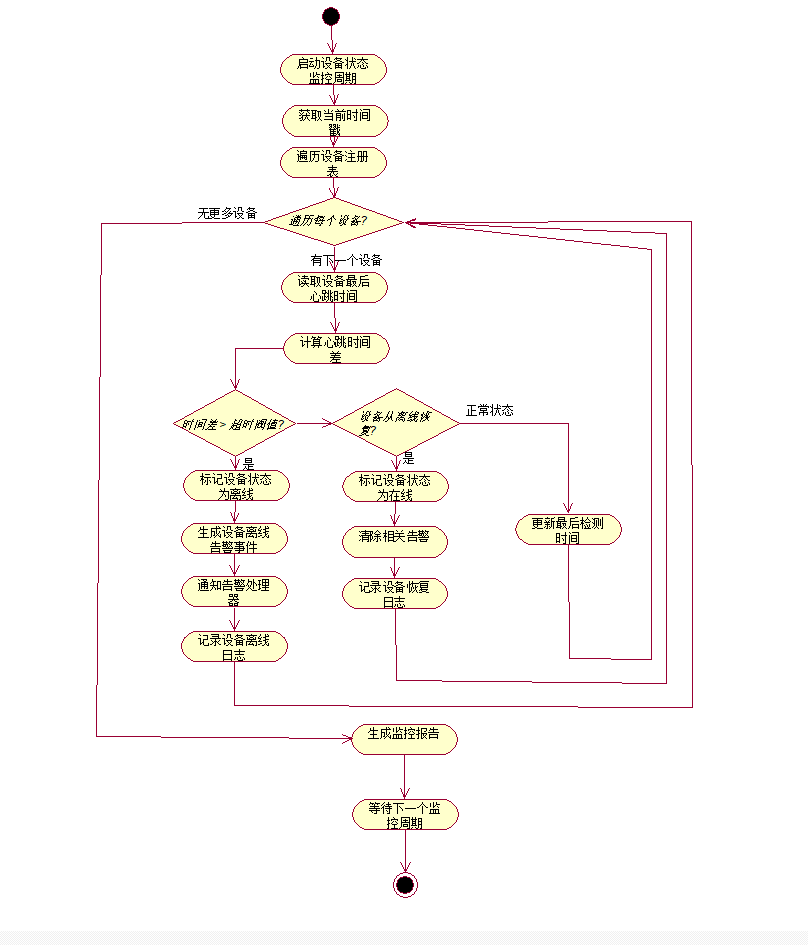 启动设备状态
监控周期
获取当前时间
戳
遍历设备注册
表
无更多设备
遍历每个设备?
有下一个设备
读取设备最后
心跳时间
计算心跳时间
差
时间差 > 超时阈值?
设备从离线恢
复?
正常状态
是
是
标记设备状态
为离线
标记设备状态
为在线
生成设备离线
告警事件
清除相关告警
更新最后检测
时间
通知告警处理
器
记录设备恢复
日志
记录设备离线
日志
生成监控报告
等待下一个监
控周期